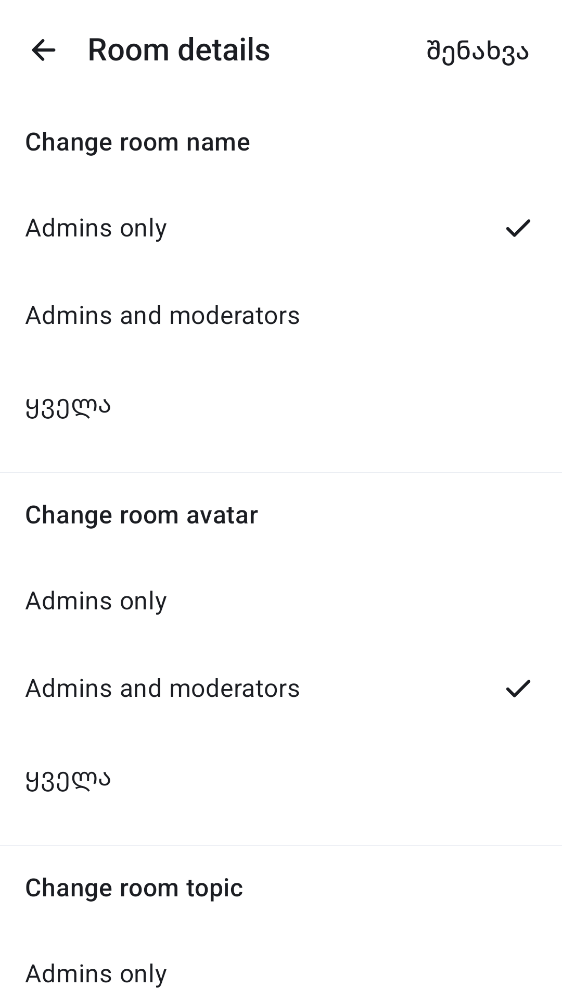 Room details
შენახვა
Change room name
Admins only
Admins and moderators
ყველა
Change room avatar
Admins only
Admins and moderators
ყველა
Change room topic
Admins only